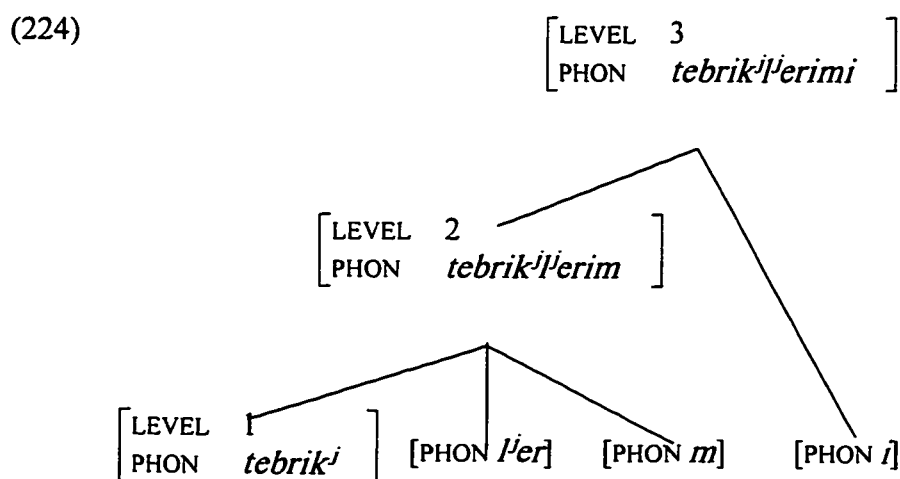 (224)
[LEVEL 3
PHON tebrikʲlʲerimi]
[LEVEL 2
PHON tebrikʲlʲerim]
[LEVEL 1
PHON tebrikʲ]
[PHON lʲer]
[PHON m]
[PHON i]